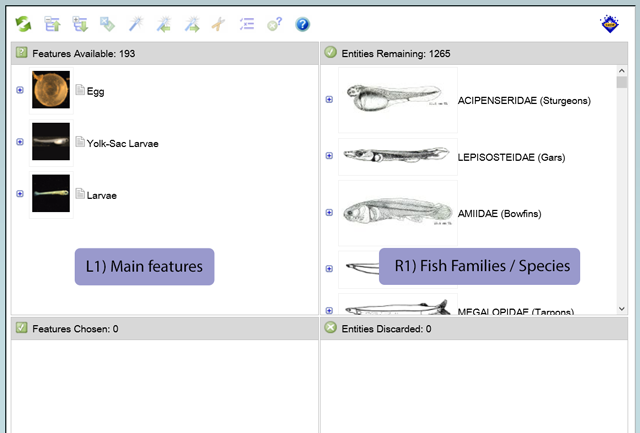 Features Available: 193
Egg
Yolk-Sac Larvae
Larvae
L1) Main features
Entities Remaining: 1265
ACIPENSERIDAE (Sturgeons)
LEPISOSTEIDAE (Gars)
AMIIDAE (Bowfins)
R1) Fish Families / Species
MEGALOPIDAE (Tarpons)
Features Chosen: 0
Entities Discarded: 0